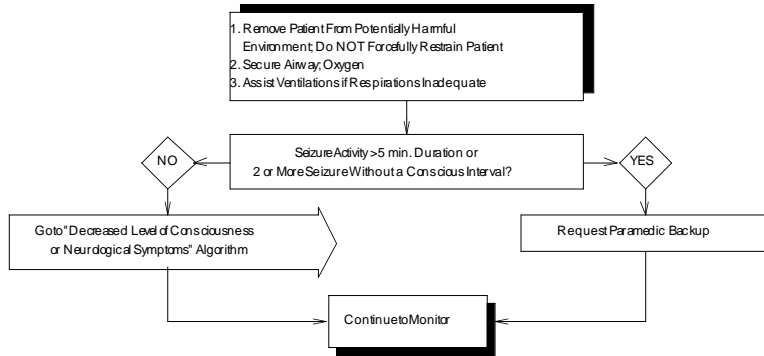 1. Remove Patient From Potentially Harmful
Environment; Do NOT Forcefully Restrain Patient
2. Secure Airway; Oxygen
3. Assist Ventilations if Respirations Inadequate
NO
Seizure Activity >5 min. Duration or
2 or More Seizure Without a Conscious Interval?
YES
Go to "Decreased Level of Consciousness
or Neurological Symptoms" Algorithm
Request Paramedic Backup
Continue to Monitor